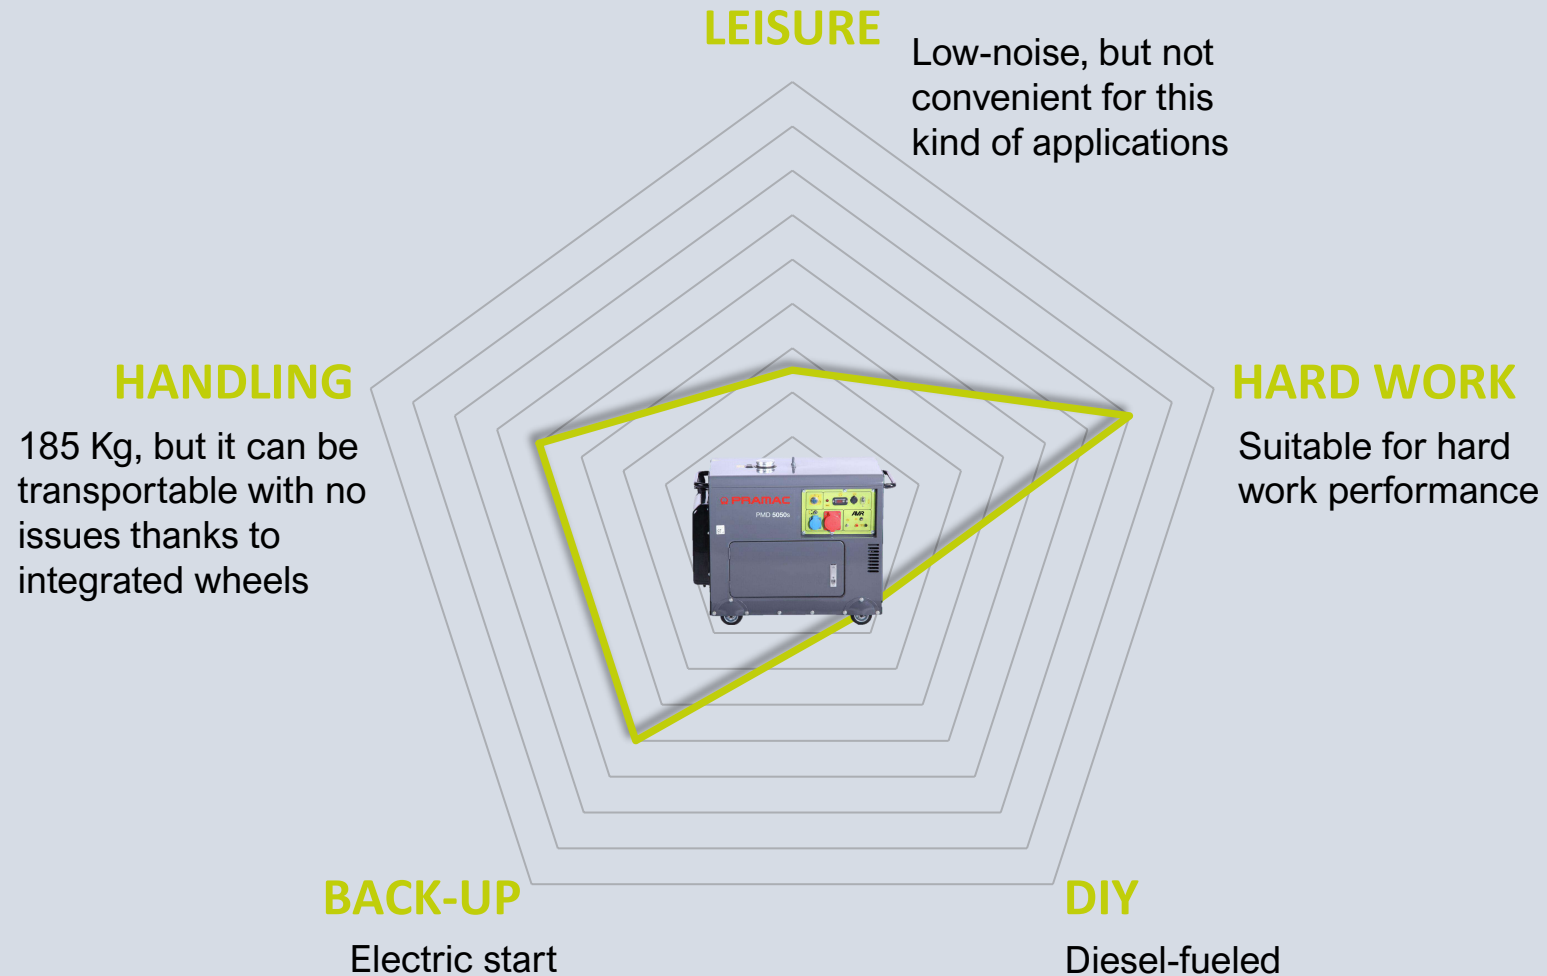 LEISURE
Low-noise, but not
convenient for this
kind of applications
HANDLING
185 Kg, but it can be
transportable with no
issues thanks to
integrated wheels
HARD WORK
Suitable for hard
work performance
PRAMAC
PMD 5050s
AVR
BACK-UP
Electric start
DIY
Diesel-fueled